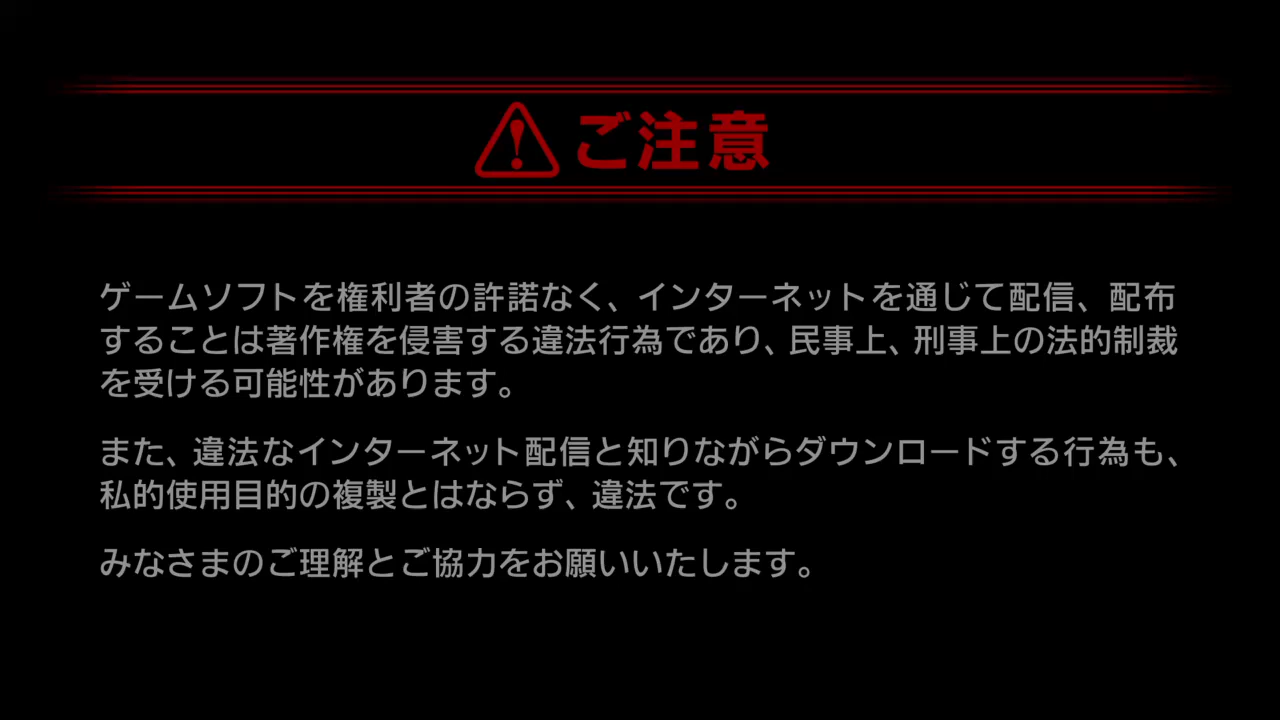 ご注意
ゲームソフトを権利者の許諾なく、インターネットを通じて配信、配布
することは著作権を侵害する違法行為であり、民事上、刑事上の法的制裁
を受ける可能性があります。
また、違法なインターネット配信と知りながらダウンロードする行為も、
私的使用目的の複製とはならず、違法です。
みなさまのご理解とご協力をお願いいたします。